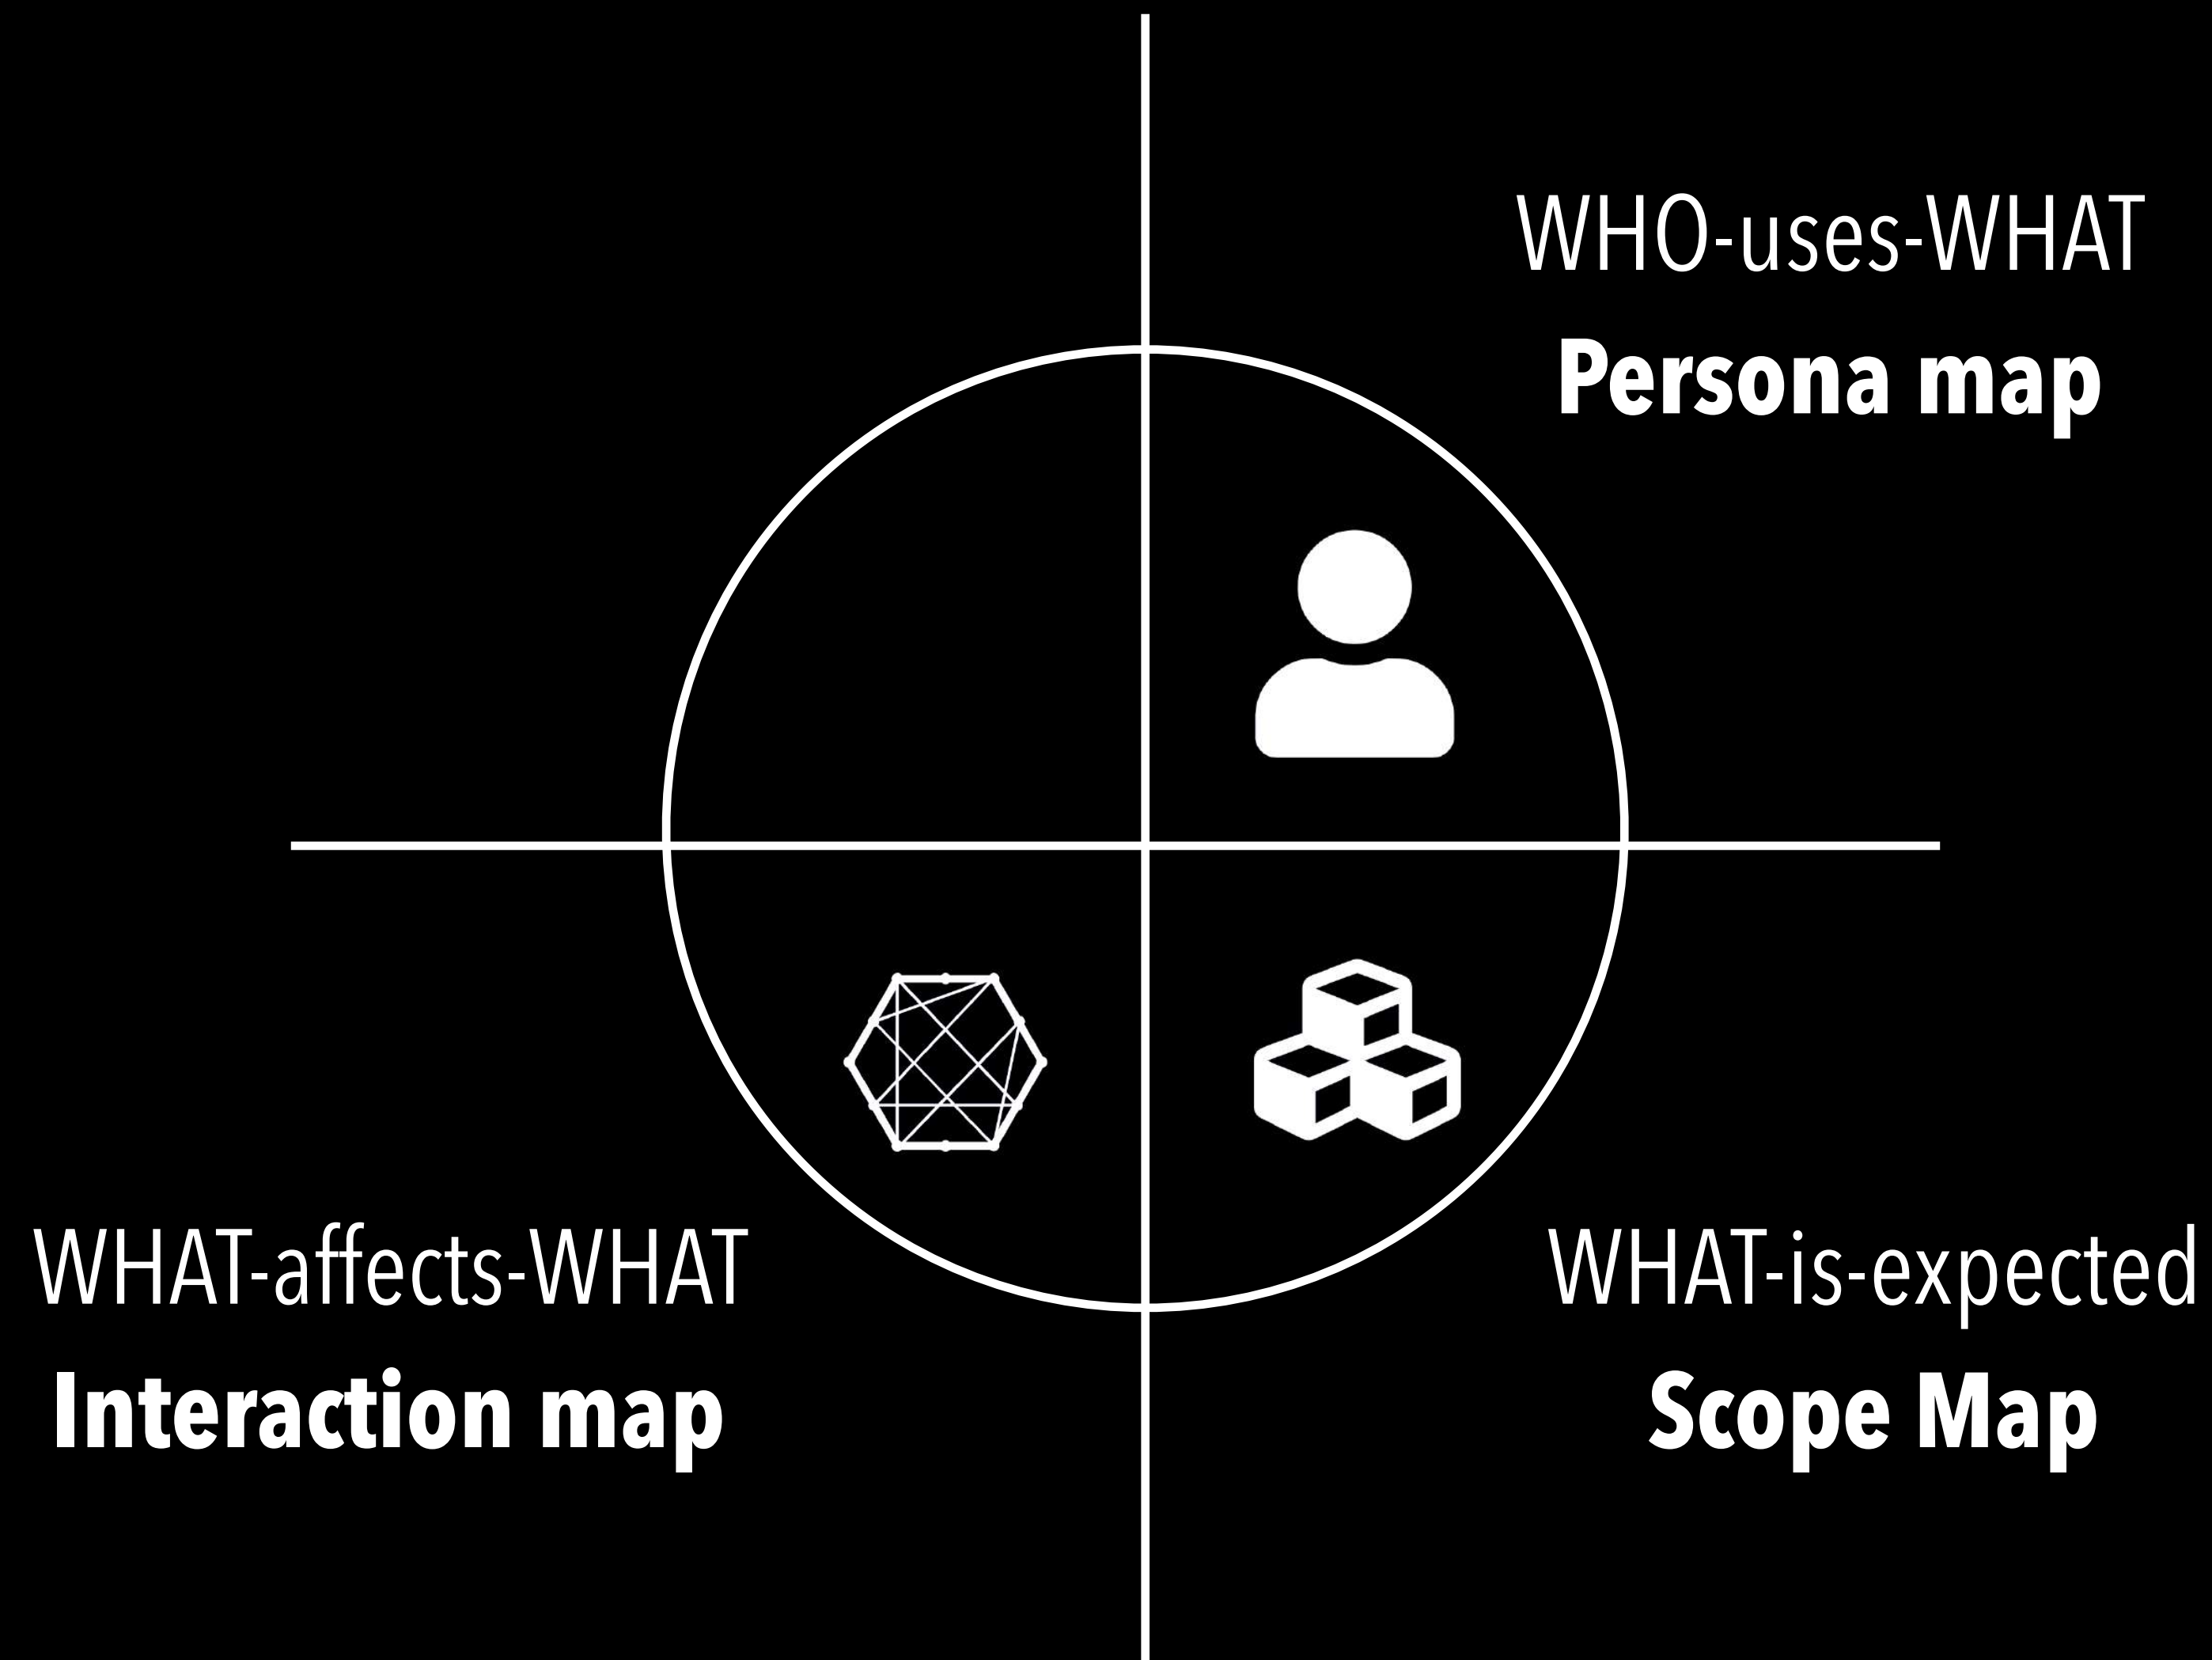 WHO-uses-WHAT
Persona map
WHAT-affects-WHAT
Interaction map
WHAT-is-expected
Scope Map